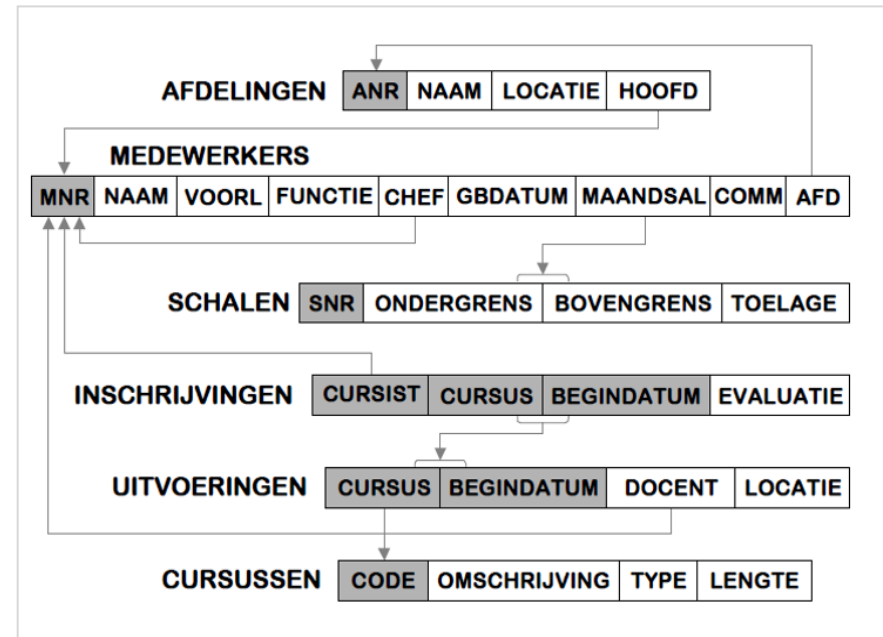 AFDELINGEN ANR NAAM LOCATIE HOOFD
MEDEWERKERS
MNR NAAM VOORL FUNCTIE CHEF GBDATUM MAANDSAL COMM AFD
SCHALEN SNR ONDERGRENS BOVENGRENS TOELAGE
INSCHRIJVINGEN CURSIST CURSUS BEGINDATUM EVALUATIE
UITVOERINGEN CURSUS BEGINDATUM DOCENT LOCATIE
CURSUSSEN CODE OMSCHRIJVING TYPE LENGTE